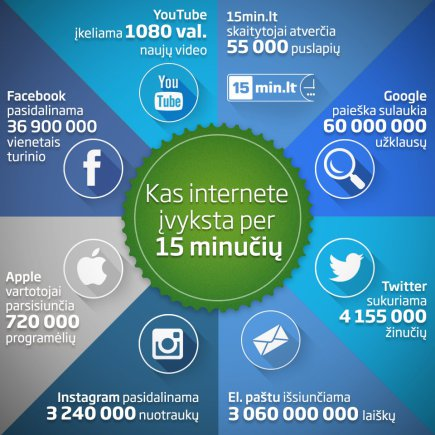 YouTube
įkeliama 1080 val.
naujų video
You
Tube
15min.lt
skaitytojai atverčia
55 000 puslapių
15 min.lt
Google
paieška sulaukia
60 000 000
užklausų
Facebook
pasidalinama
36 900 000
vienetais
turinio
f
Kas internete
įvyksta per
15 minučių
Apple
vartotojai
parsisiunčia
720 000
programėlių
Twitter
sukuriama
4 155 000
žinučių
Instagram pasidalinama
3 240 000 nuotraukų
El. paštu išsiunčiama
3 060 000 000 laiškų